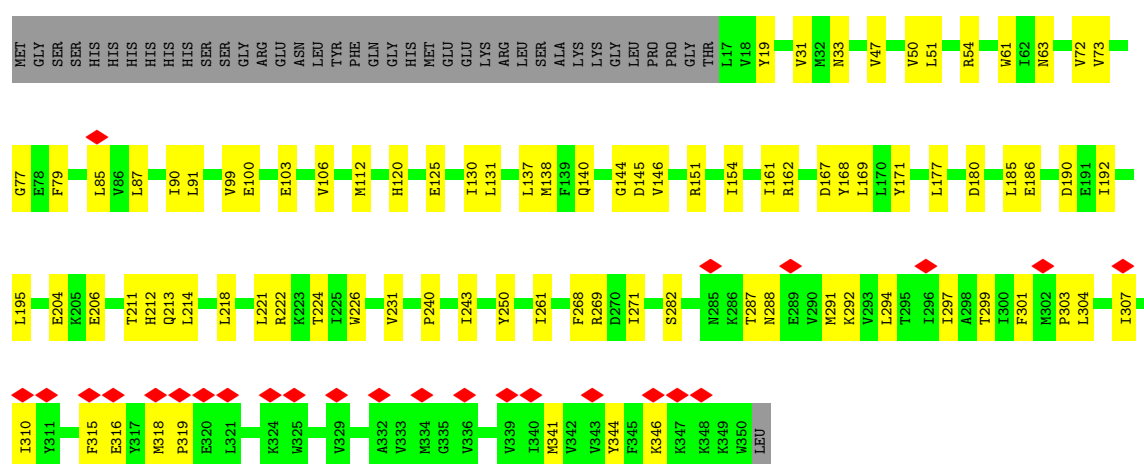 MET GLY SER SER HIS HIS HIS HIS HIS HIS SER SER GLY ARG GLU ASN LEU TYR PHE GLN GLY HIS MET GLU GLU LYS ARG LEU SER ALA LYS LYS GLY LEU PRO PRO GLY THR L17 V18 Y19 V31 M32 N33 V47 V50 L51 R54 W61 I62 N63 V72 V73
G77 E78 F79 L85 V86 L87 I90 L91 V99 E100 E103 V106 M112 H120 E125 I130 L131 L137 M138 F139 Q140 G144 D145 V146 R151 I154 I161 R162 D167 Y168 L169 L170 Y171 L177 D180 L185 E186 D190 E191 I192
L195 E204 K205 E206 T211 H212 Q213 L214 L218 L221 R222 K223 T224 I225 W226 V231 P240 I243 Y250 I261 F268 R269 D270 I271 S282 N285 K286 T287 N288 E289 V290 M291 K292 V293 L294 T295 I296 I297 A298 T299 I300 F301 M302 P303 L304 I307
I310 Y311 F315 E316 Y317 M318 P319 E320 L321 K324 W325 V329 A332 V333 M334 G335 V336 V339 I340 M341 V342 V343 Y344 F345 K346 K347 K348 K349 W350 LEU